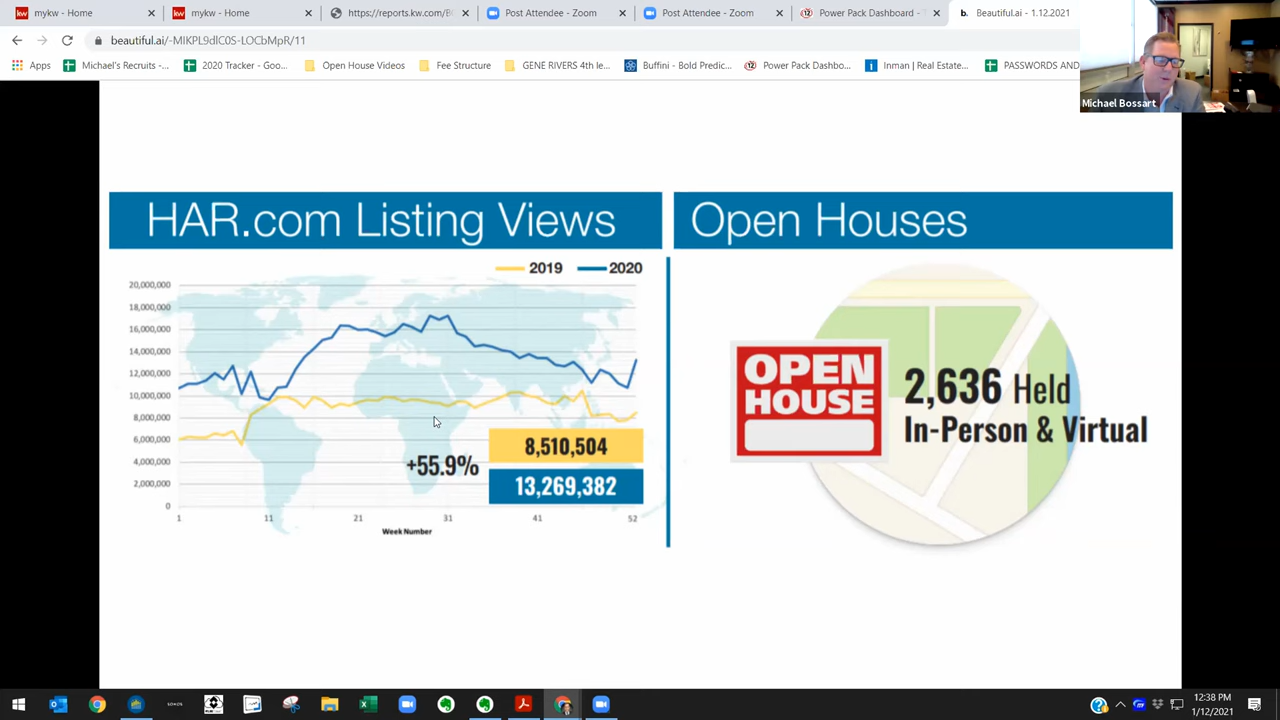 mykw - Home
mykw - Home
https://reports.kw.com/
Post Attendee - Zoom
Post Attendee - Zoom
Power Pack Dashboard -
b. Beautiful.ai - 1.12.2021
beautiful.ai/-MIKPL9dlC0S-LOCbMpR/11
Apps
Michael's Recruits -...
2020 Tracker - Goo...
Open House Videos
Fee Structure
GENE RIVERS 4th le...
Buffini - Bold Predic...
Power Pack Dashbo...
Inman | Real Estate...
PASSWORDS AND
Michael Bossart
HAR.com Listing Views
2019 2020
20,000,000
18,000,000
16,000,000
14,000,000
12,000,000
10,000,000
8,000,000
6,000,000
4,000,000
2,000,000
0
1 11 21 31 41 52
Week Number
+55.9%
8,510,504
13,269,382
Open Houses
OPEN
HOUSE
2,636 Held
In-Person & Virtual
SONOS
12:38 PM
1/12/2021